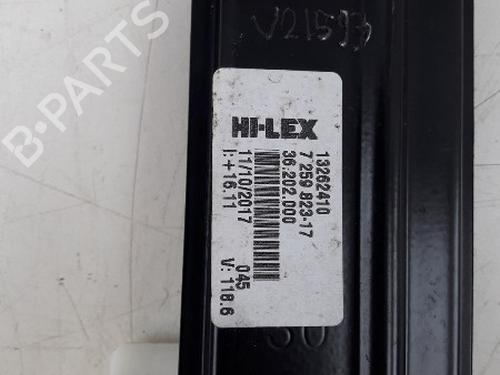 V21593
HI-LEX
13262410
7 259 823-17
36.202.000
11/10/2017 045
I:+16.11 V: 118.6
B-PARTS